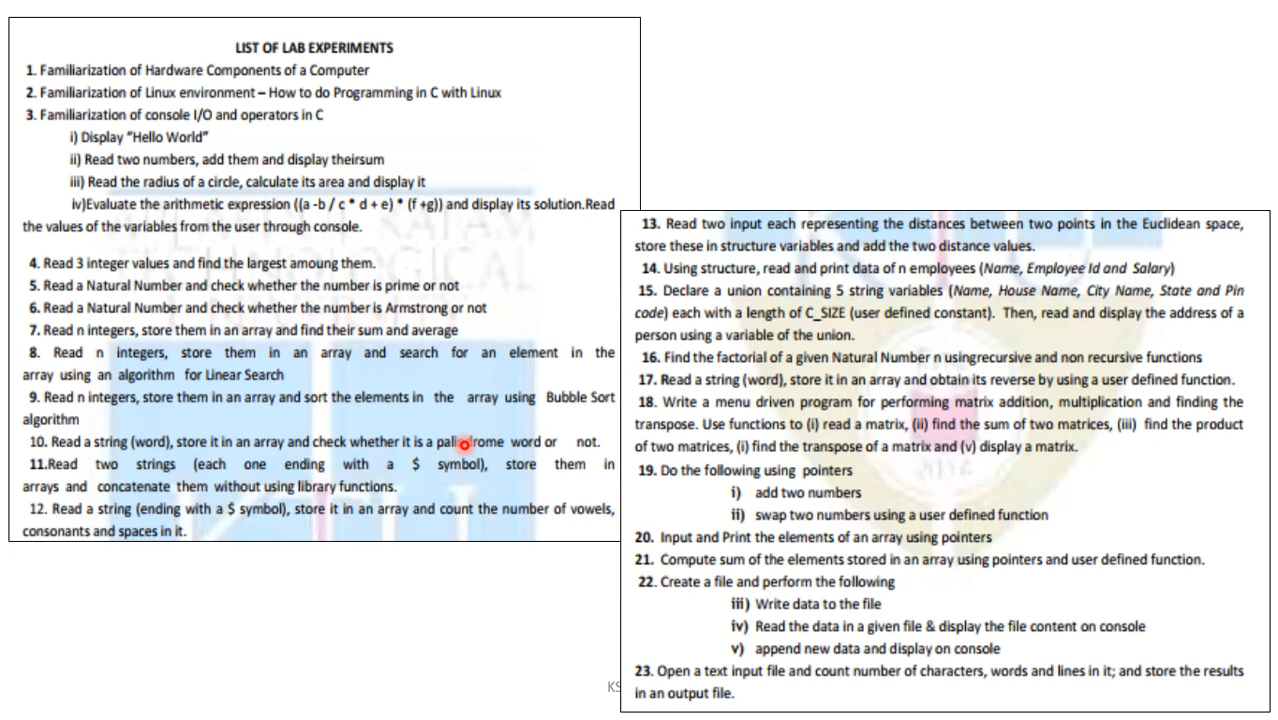 LIST OF LAB EXPERIMENTS
1. Familiarization of Hardware Components of a Computer
2. Familiarization of Linux environment – How to do Programming in C with Linux
3. Familiarization of console I/O and operators in C
i) Display “Hello World”
ii) Read two numbers, add them and display theirsum
iii) Read the radius of a circle, calculate its area and display it
iv)Evaluate the arithmetic expression ((a -b / c * d + e) * (f +g)) and display its solution.Read
the values of the variables from the user through console.
4. Read 3 integer values and find the largest amoung them.
5. Read a Natural Number and check whether the number is prime or not
6. Read a Natural Number and check whether the number is Armstrong or not
7. Read n integers, store them in an array and find their sum and average
8. Read n integers, store them in an array and search for an element in the
array using an algorithm for Linear Search
9. Read n integers, store them in an array and sort the elements in the array using Bubble Sort
algorithm
10. Read a string (word), store it in an array and check whether it is a palindrome word or not.
11.Read two strings (each one ending with a $ symbol), store them in
arrays and concatenate them without using library functions.
12. Read a string (ending with a $ symbol), store it in an array and count the number of vowels,
consonants and spaces in it.
13. Read two input each representing the distances between two points in the Euclidean space,
store these in structure variables and add the two distance values.
14. Using structure, read and print data of n employees (Name, Employee Id and Salary)
15. Declare a union containing 5 string variables (Name, House Name, City Name, State and Pin
code) each with a length of C_SIZE (user defined constant). Then, read and display the address of a
person using a variable of the union.
16. Find the factorial of a given Natural Number n usingrecursive and non recursive functions
17. Read a string (word), store it in an array and obtain its reverse by using a user defined function.
18. Write a menu driven program for performing matrix addition, multiplication and finding the
transpose. Use functions to (i) read a matrix, (ii) find the sum of two matrices, (iii) find the product
of two matrices, (i) find the transpose of a matrix and (v) display a matrix.
19. Do the following using pointers
i) add two numbers
ii) swap two numbers using a user defined function
20. Input and Print the elements of an array using pointers
21. Compute sum of the elements stored in an array using pointers and user defined function.
22. Create a file and perform the following
iii) Write data to the file
iv) Read the data in a given file & display the file content on console
v) append new data and display on console
23. Open a text input file and count number of characters, words and lines in it; and store the results
in an output file.
KS